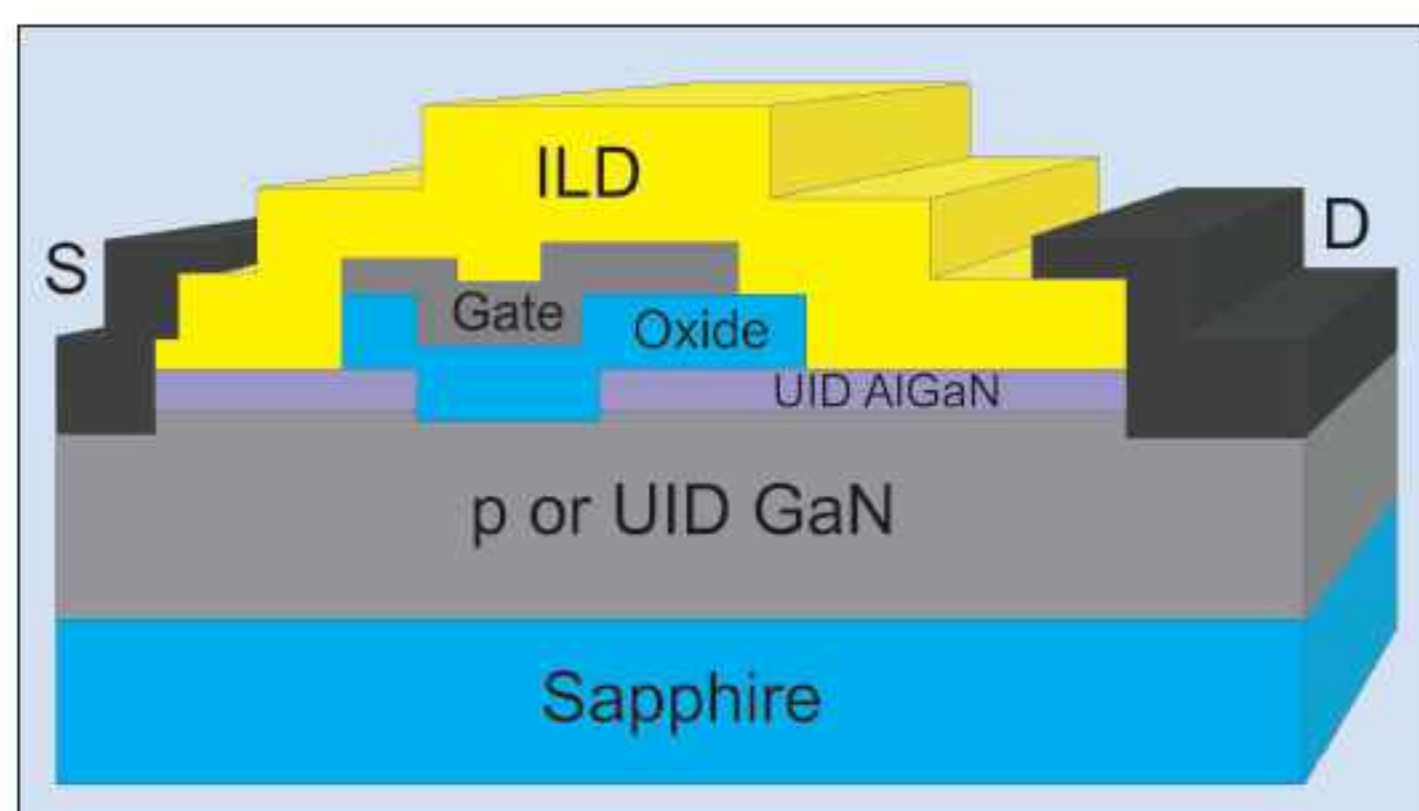 ILD
S
D
Gate
Oxide
UID AlGaN
p or UID GaN
Sapphire